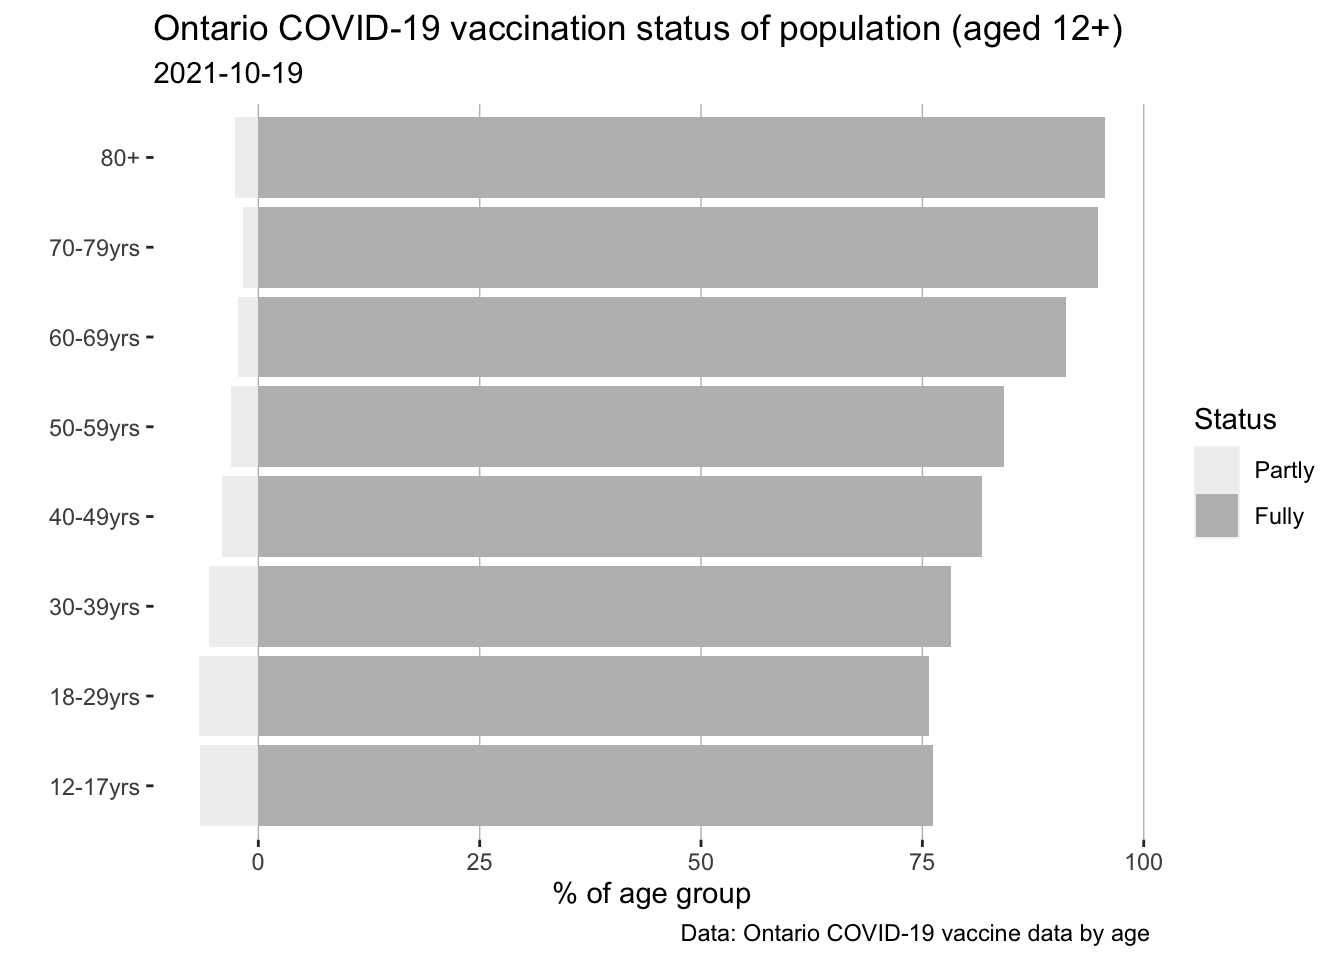 Ontario COVID-19 vaccination status of population (aged 12+)
2021-10-19
80+
70-79yrs
60-69yrs
50-59yrs
40-49yrs
30-39yrs
18-29yrs
12-17yrs
0 25 50 75 100
% of age group
Status
Partly
Fully
Data: Ontario COVID-19 vaccine data by age